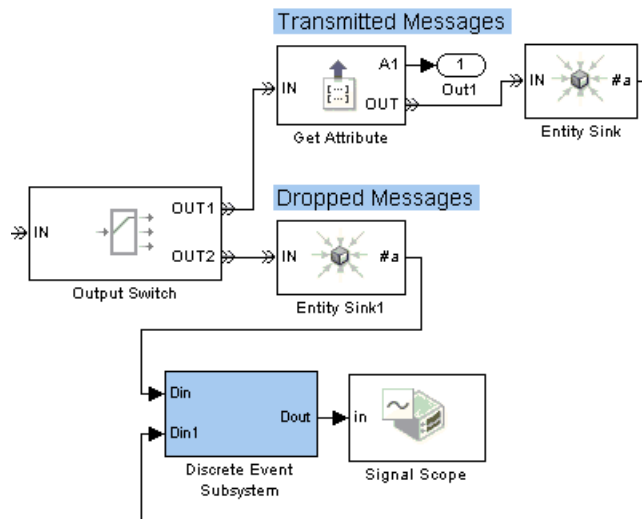 Transmitted Messages
A1
1
IN
[...]
OUT
Out1
IN
#a
Get Attribute
Entity Sink
Dropped Messages
OUT1
IN
OUT2
IN
#a
Output Switch
Entity Sink1
Din
Dout
in
Din1
Discrete Event
Subsystem
Signal Scope